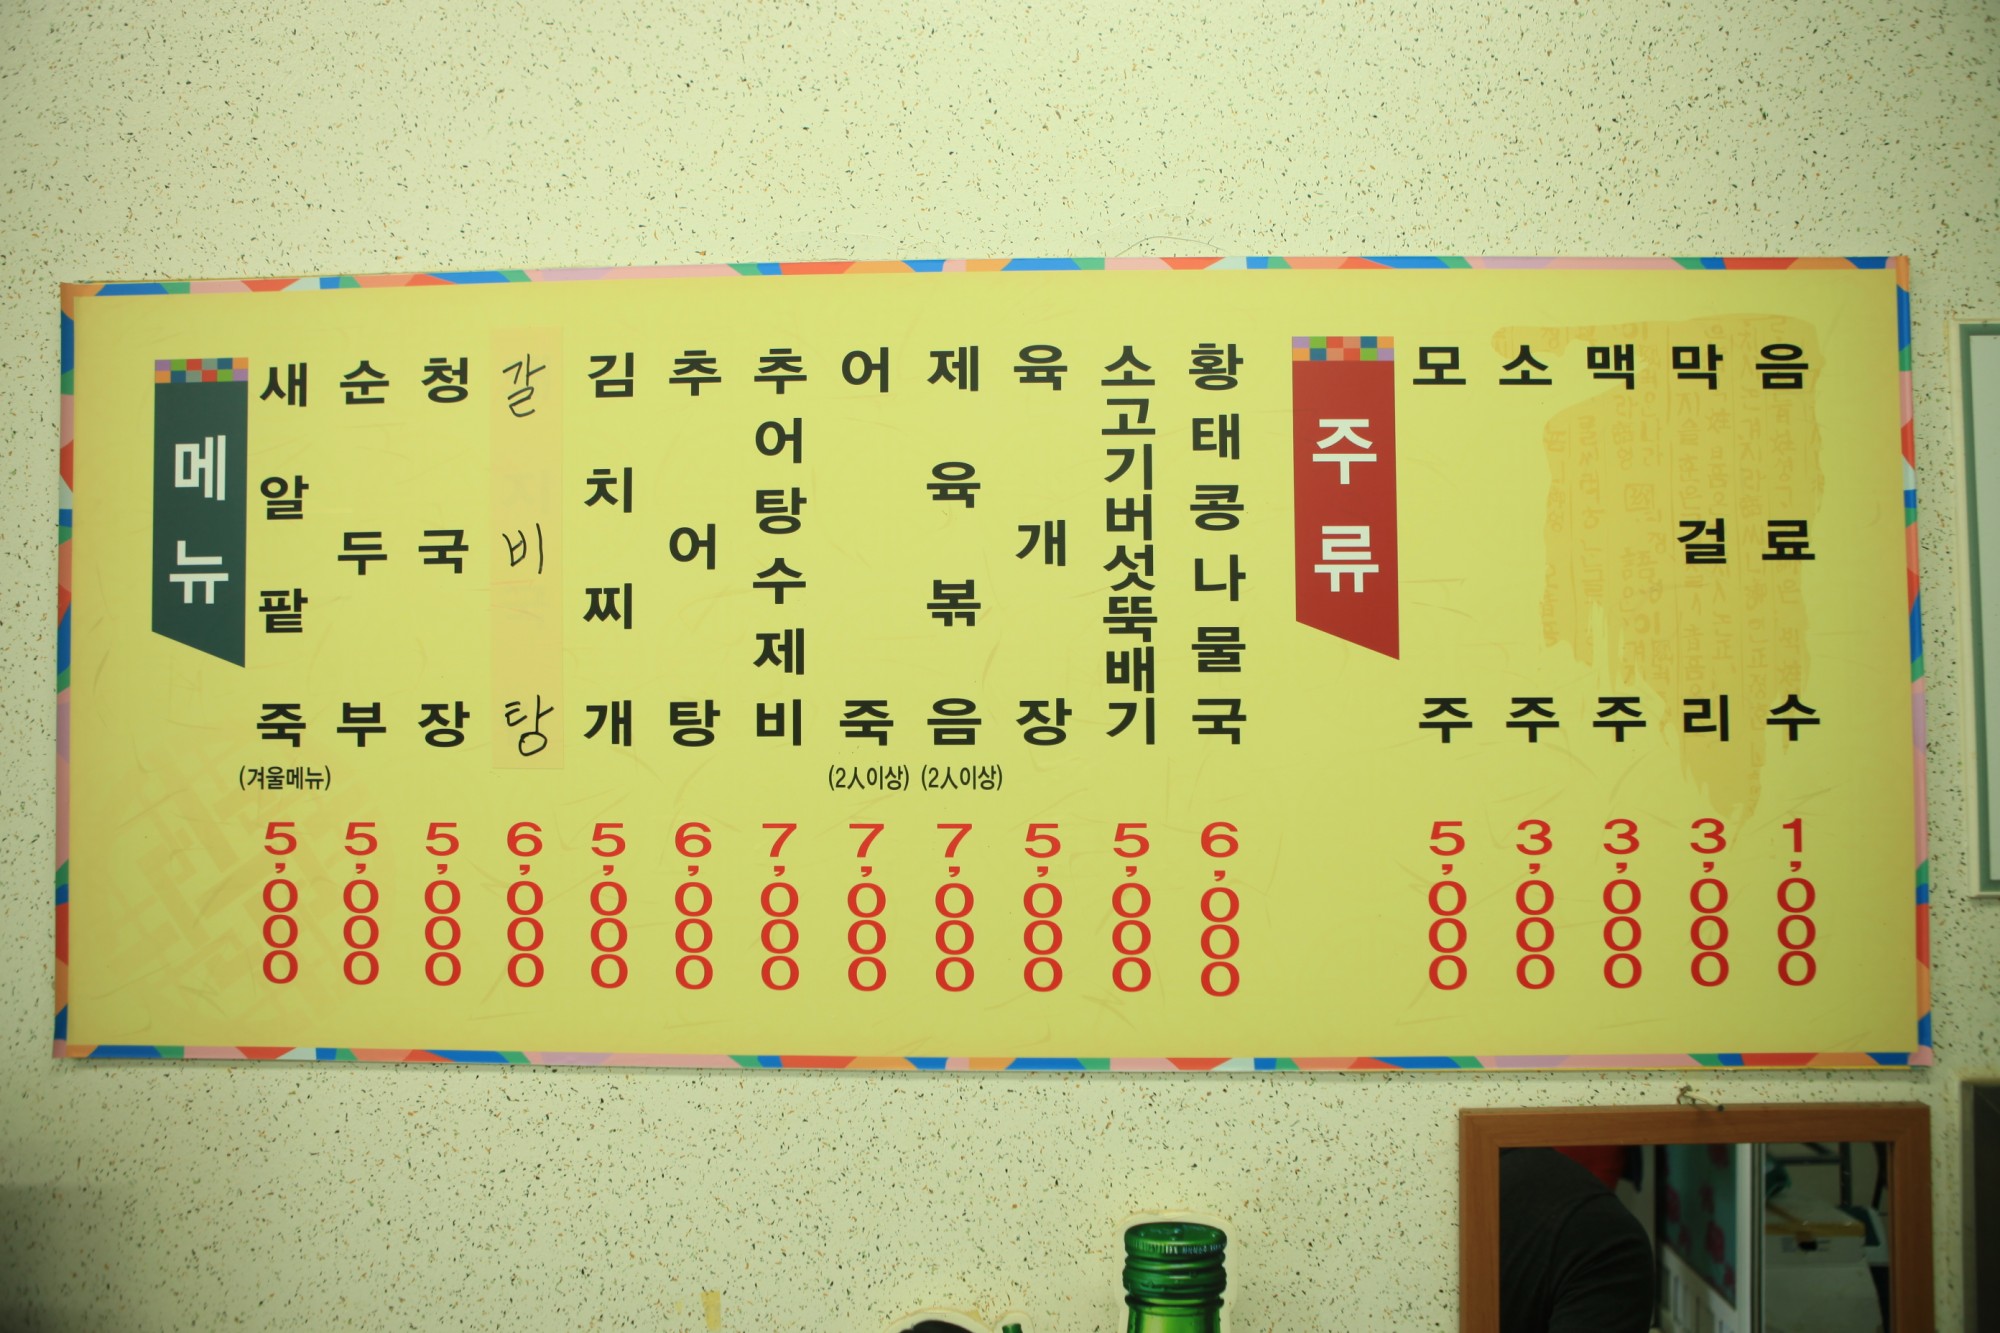 메뉴
새알팥죽
(겨울메뉴)
5,000
순두부
5,000
청국장
5,000
갈비탕
6,000
김치찌개
5,000
추어탕
6,000
추어탕수제비
7,000
어죽
(2人이상)
7,000
제육볶음
(2人이상)
7,000
육개장
5,000
소고기버섯뚝배기
5,000
황태콩나물국
6,000
주류
모주
5,000
소주
3,000
맥주
3,000
막걸리
3,000
음료수
1,000